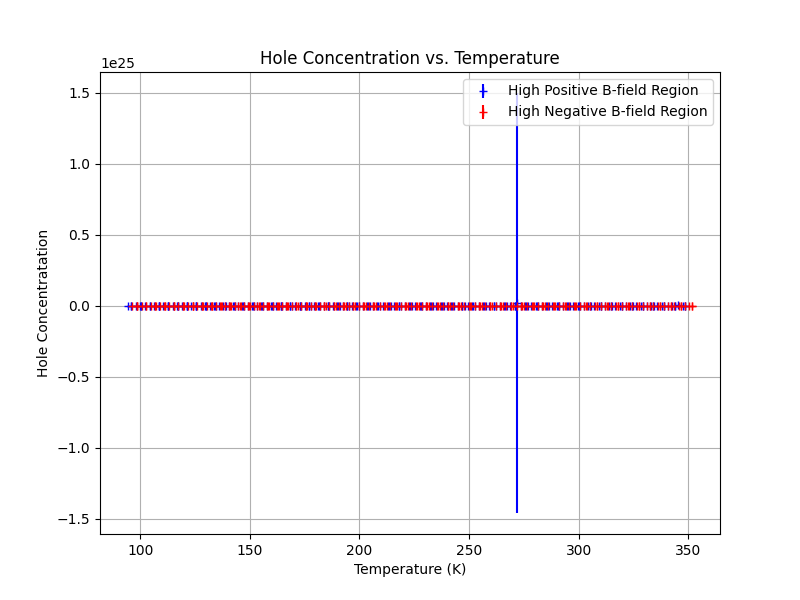 Hole Concentration vs. Temperature
1e25
High Positive B-field Region
High Negative B-field Region
1.5
1.0
0.5
0.0
−0.5
−1.0
−1.5
Hole Concentratation
100 150 200 250 300 350
Temperature (K)